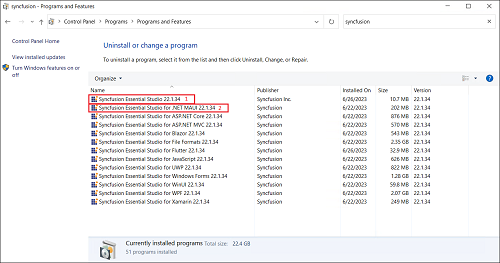 syncfusion - Programs and Features
Control Panel > Programs > Programs and Features
syncfusion
Control Panel Home
View installed updates
Turn Windows features on or off
Uninstall or change a program
To uninstall a program, select it from the list and then click Uninstall, Change, or Repair.
Organize
Name Publisher Installed On Size Version
Syncfusion Essential Studio 22.1.34 1 Syncfusion Inc. 6/26/2023 10.7 MB 22.1.34
Syncfusion Essential Studio for .NET MAUI 22.1.34 2 Syncfusion 6/22/2023 202 MB 22.1.34
Syncfusion Essential Studio for ASP.NET Core 22.1.34 Syncfusion 6/22/2023 876 MB 22.1.34
Syncfusion Essential Studio for ASP.NET MVC 22.1.34 Syncfusion 6/22/2023 570 MB 22.1.34
Syncfusion Essential Studio for Blazor 22.1.34 Syncfusion 6/22/2023 543 MB 22.1.34
Syncfusion Essential Studio for File Formats 22.1.34 Syncfusion 6/22/2023 2.35 GB 22.1.34
Syncfusion Essential Studio for Flutter 22.1.34 Syncfusion 6/22/2023 32.9 MB 22.1.34
Syncfusion Essential Studio for JavaScript 22.1.34 Syncfusion 6/22/2023 626 MB 22.1.34
Syncfusion Essential Studio for UWP 22.1.34 Syncfusion 6/22/2023 822 MB 22.1.34
Syncfusion Essential Studio for Windows Forms 22.1.34 Syncfusion 6/22/2023 1.28 GB 22.1.34
Syncfusion Essential Studio for WinUI 22.1.34 Syncfusion 6/22/2023 59.8 MB 22.1.34
Syncfusion Essential Studio for WPF 22.1.34 Syncfusion 6/22/2023 2.07 GB 22.1.34
Syncfusion Essential Studio for Xamarin 22.1.34 Syncfusion 6/22/2023 249 MB 22.1.34
Currently installed programs Total size: 22.4 GB
51 programs installed